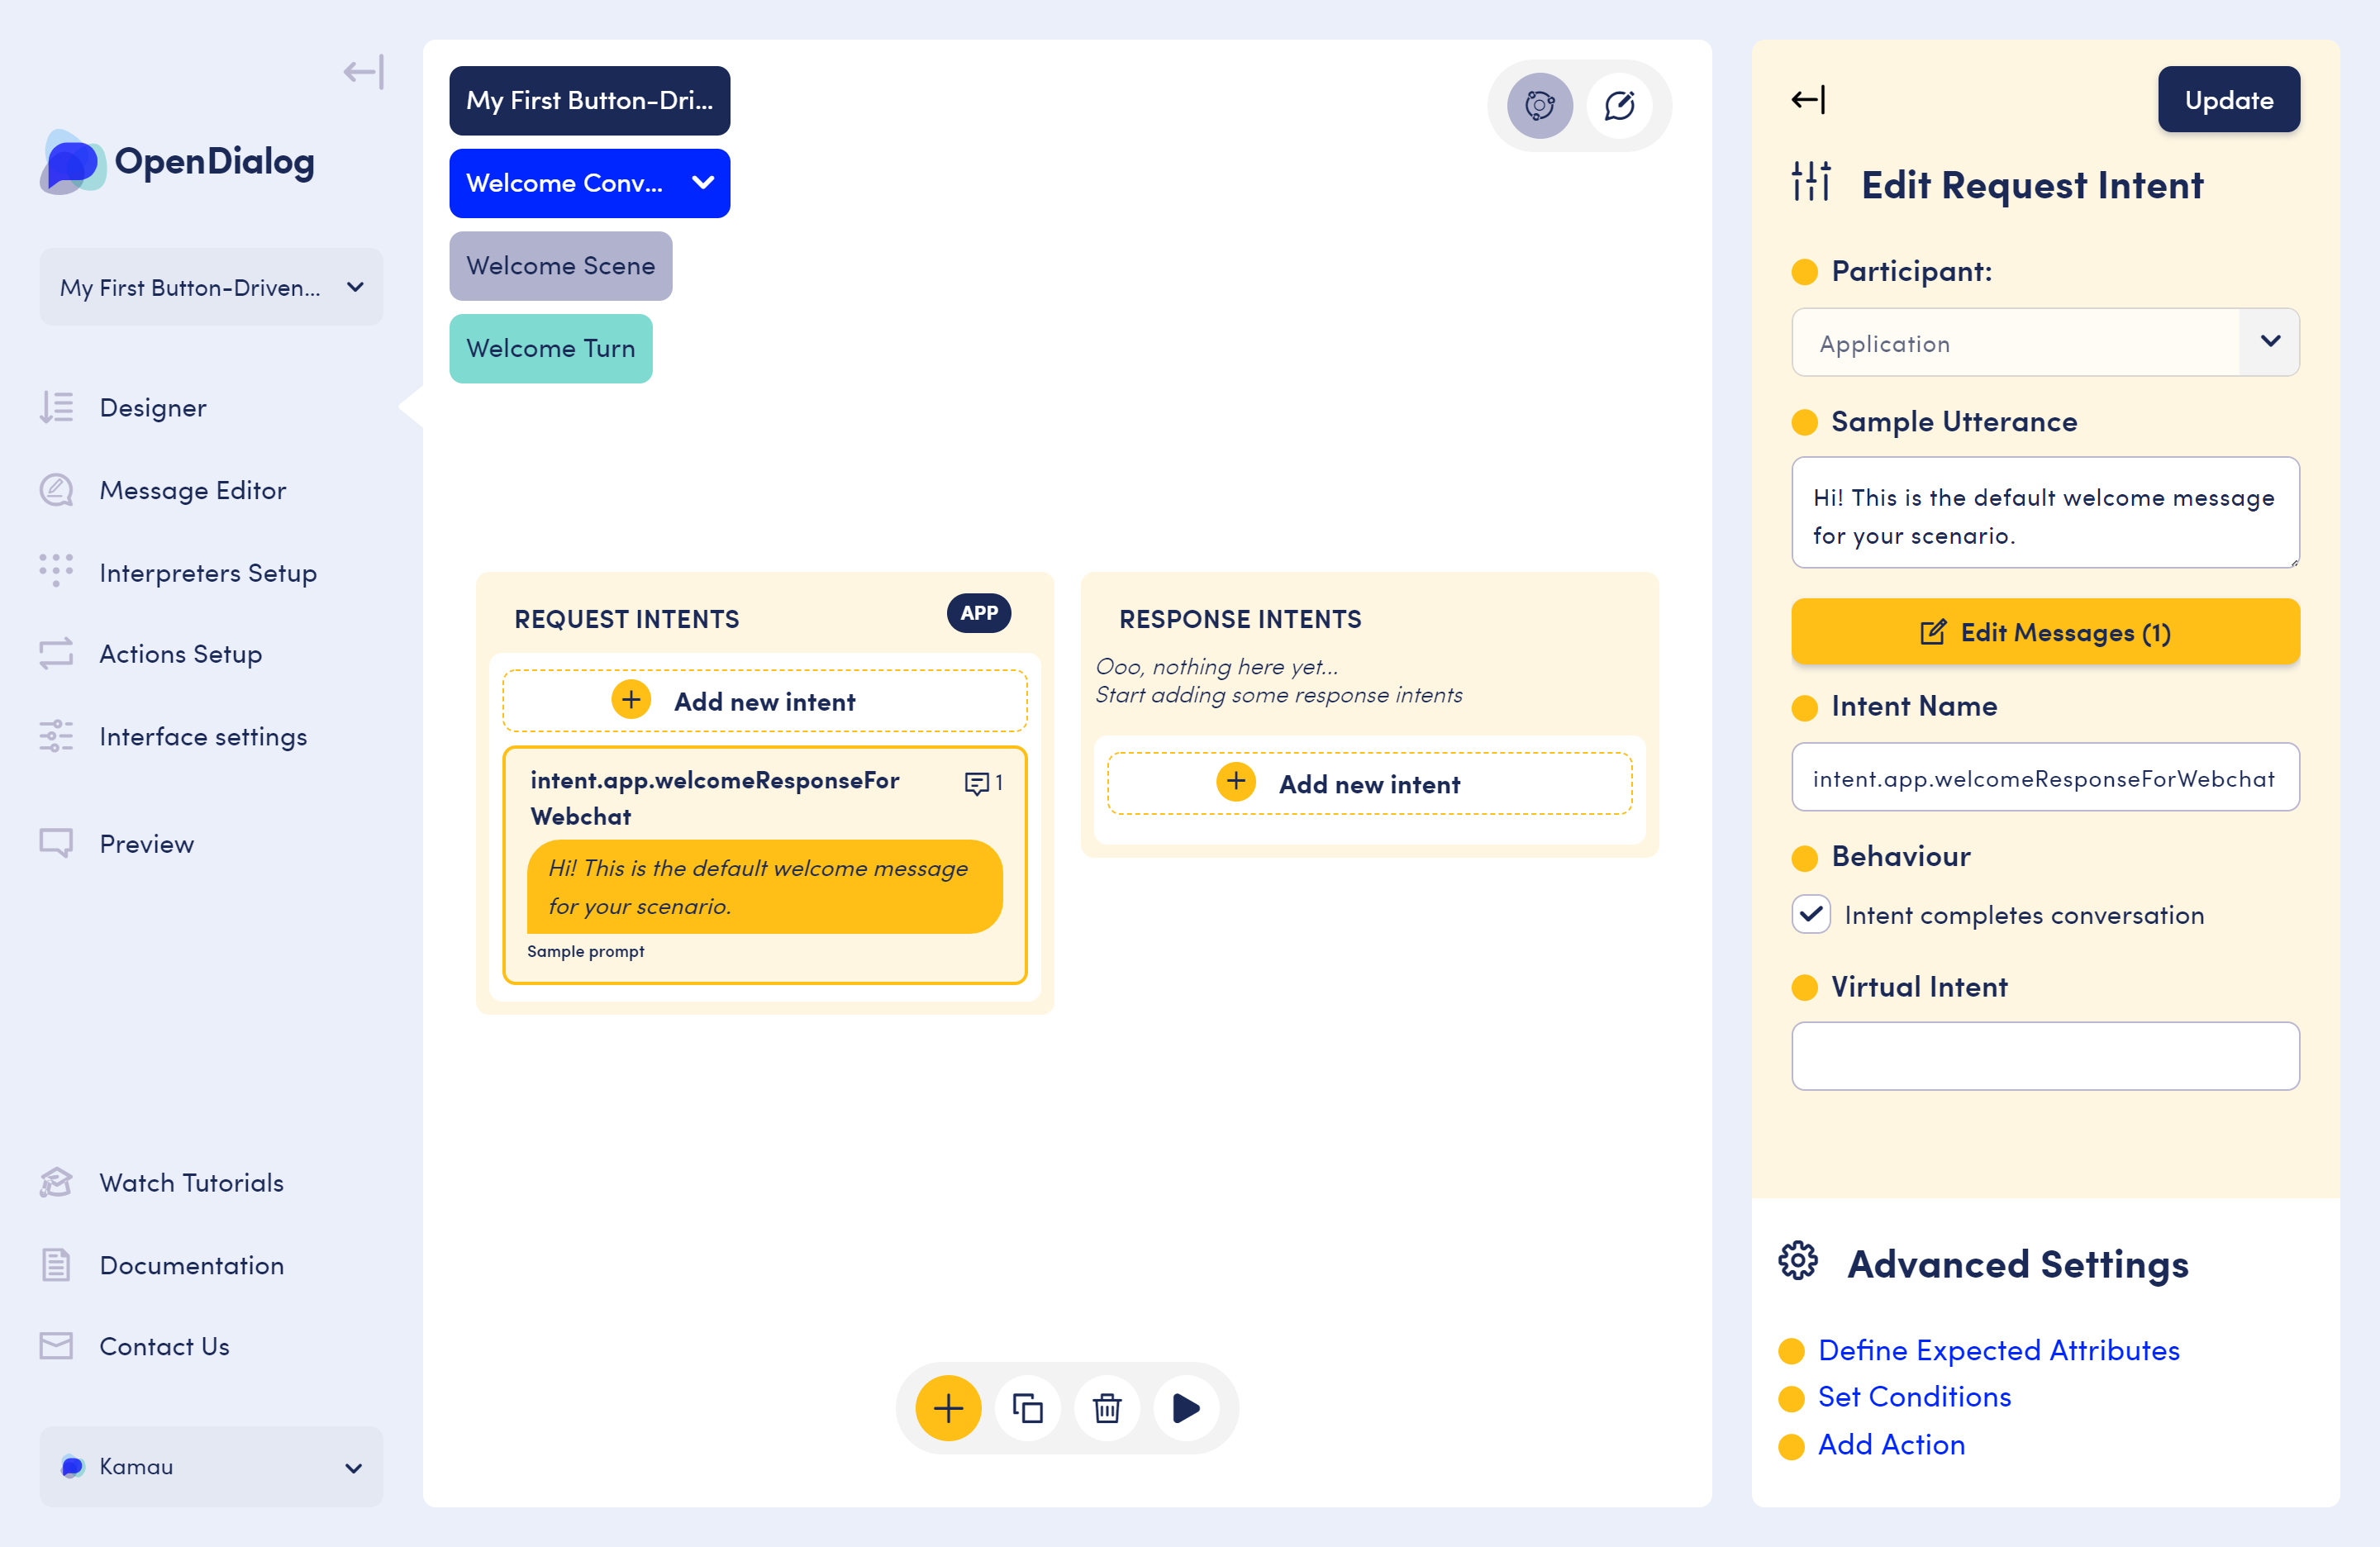 OpenDialog
My First Button-Driven...
Designer
Message Editor
Interpreters Setup
Actions Setup
Interface settings
Preview
Watch Tutorials
Documentation
Contact Us
Kamau
My First Button-Dri...
Welcome Conv...
Welcome Scene
Welcome Turn
REQUEST INTENTS
APP
Add new intent
intent.app.welcomeResponseFor
Webchat
1
Hi! This is the default welcome message
for your scenario.
Sample prompt
RESPONSE INTENTS
Ooo, nothing here yet...
Start adding some response intents
Add new intent
Update
Edit Request Intent
Participant:
Application
Sample Utterance
Hi! This is the default welcome message
for your scenario.
Edit Messages (1)
Intent Name
intent.app.welcomeResponseForWebchat
Behaviour
Intent completes conversation
Virtual Intent
Advanced Settings
Define Expected Attributes
Set Conditions
Add Action